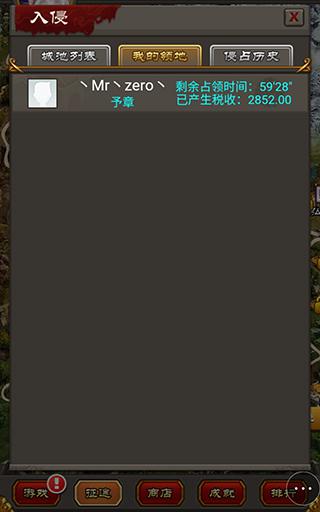 入侵
城池列表 我的领地 侵占历史
丶Mr丶zero丶 剩余占领时间：59'28"
予章 已产生税收：2852.00
游戏 征途 商店 成就 排行